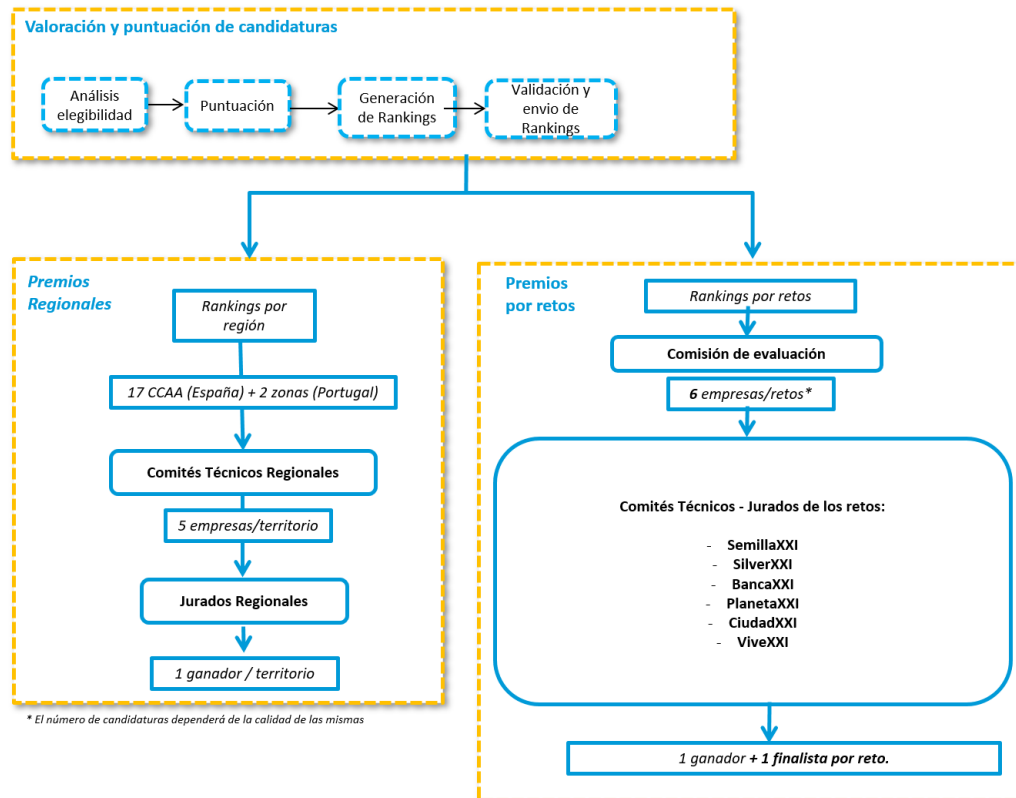 Valoración y puntuación de candidaturas
Análisis
elegibilidad
Puntuación
Generación
de Rankings
Validación y
envio de
Rankings
Premios
Regionales
Rankings por
región
17 CCAA (España) + 2 zonas (Portugal)
Comités Técnicos Regionales
5 empresas/territorio
Jurados Regionales
1 ganador / territorio
* El número de candidaturas dependerá de la calidad de las mismas
Premios
por retos
Rankings por retos
Comisión de evaluación
6 empresas/retos*
Comités Técnicos - Jurados de los retos:
- SemillaXXI
- SilverXXI
- BancaXXI
- PlanetaXXI
- CiudadXXI
- ViveXXI
1 ganador + 1 finalista por reto.